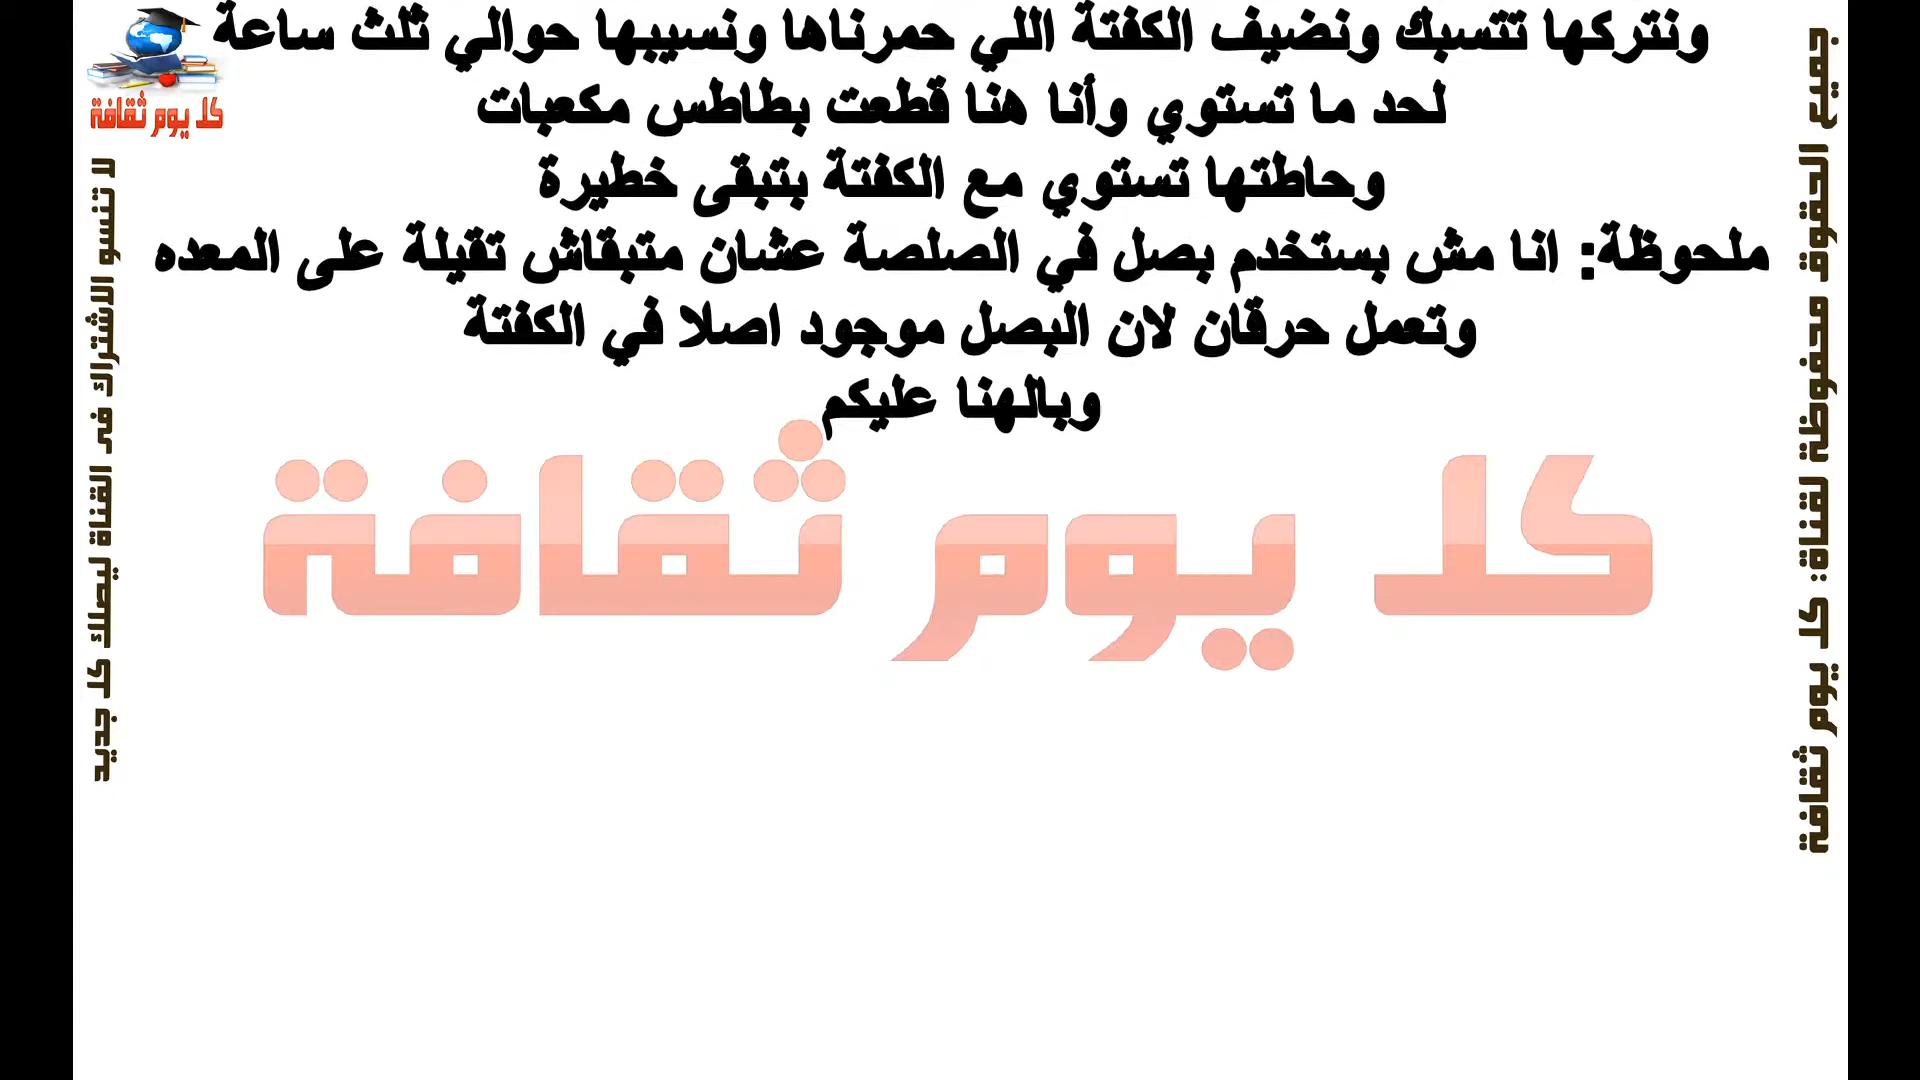 ونتركها تتسبك ونضيف الكفتة اللي حمرناها ونسيبها حوالي ثلث ساعة
لحد ما تستوي وأنا هنا قطعت بطاطس مكعبات
وحاطتها تستوي مع الكفتة بتبقى خطيرة
ملحوظة: انا مش بستخدم بصل في الصلصة عشان متبقاش تقيلة على المعده
وتعمل حرقان لان البصل موجود اصلا في الكفتة
وبالهنا عليكم
كل يوم ثقافة
كل يوم ثقافة
جميع الحقوق محفوظة لقناة: كل يوم ثقافة
لا تنسو الاشتراك فى القناة ليصلك كل جديد